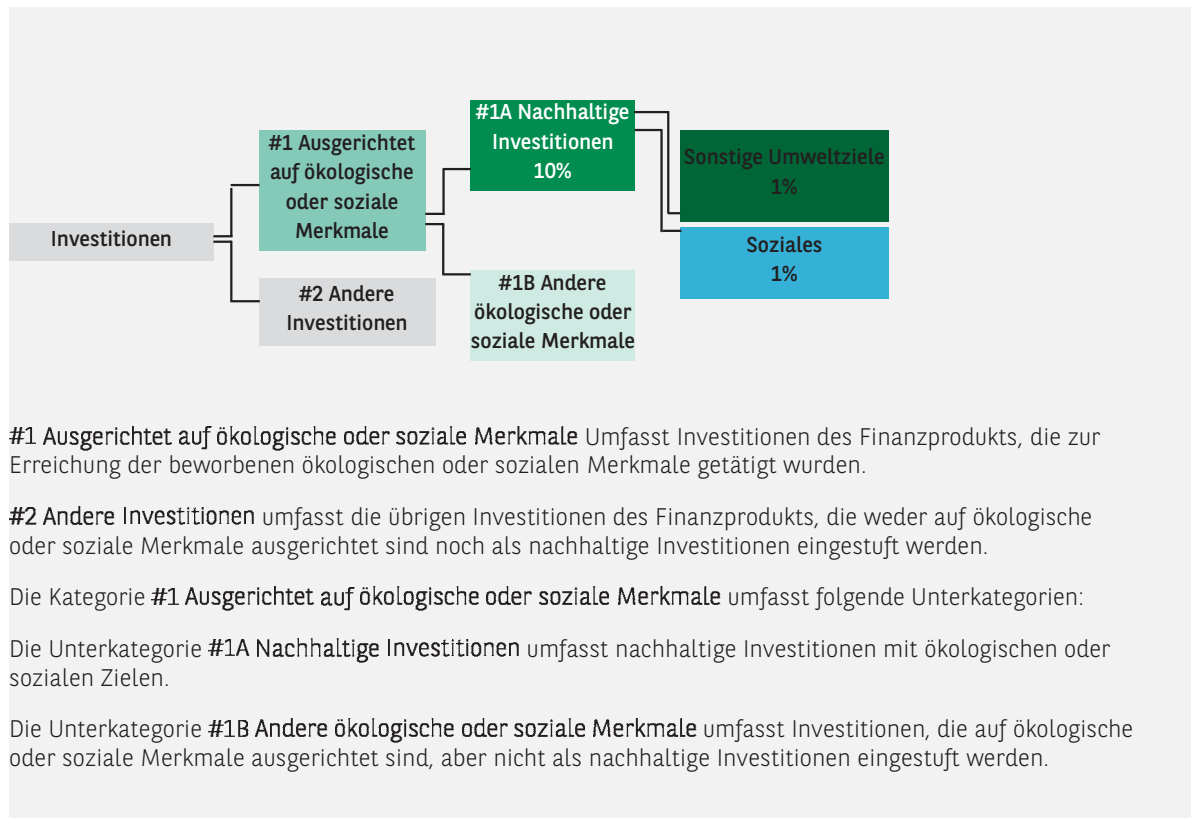 #1A Nachhaltige
Investitionen
10%
#1 Ausgerichtet
auf ökologische
oder soziale
Merkmale
Sonstige Umweltziele
1%
Investitionen
Soziales
1%
#2 Andere
Investitionen
#1B Andere
ökologische oder
soziale Merkmale
#1 Ausgerichtet auf ökologische oder soziale Merkmale Umfasst Investitionen des Finanzprodukts, die zur
Erreichung der beworbenen ökologischen oder sozialen Merkmale getätigt wurden.
#2 Andere Investitionen umfasst die übrigen Investitionen des Finanzprodukts, die weder auf ökologische
oder soziale Merkmale ausgerichtet sind noch als nachhaltige Investitionen eingestuft werden.
Die Kategorie #1 Ausgerichtet auf ökologische oder soziale Merkmale umfasst folgende Unterkategorien:
Die Unterkategorie #1A Nachhaltige Investitionen umfasst nachhaltige Investitionen mit ökologischen oder
sozialen Zielen.
Die Unterkategorie #1B Andere ökologische oder soziale Merkmale umfasst Investitionen, die auf ökologische
oder soziale Merkmale ausgerichtet sind, aber nicht als nachhaltige Investitionen eingestuft werden.